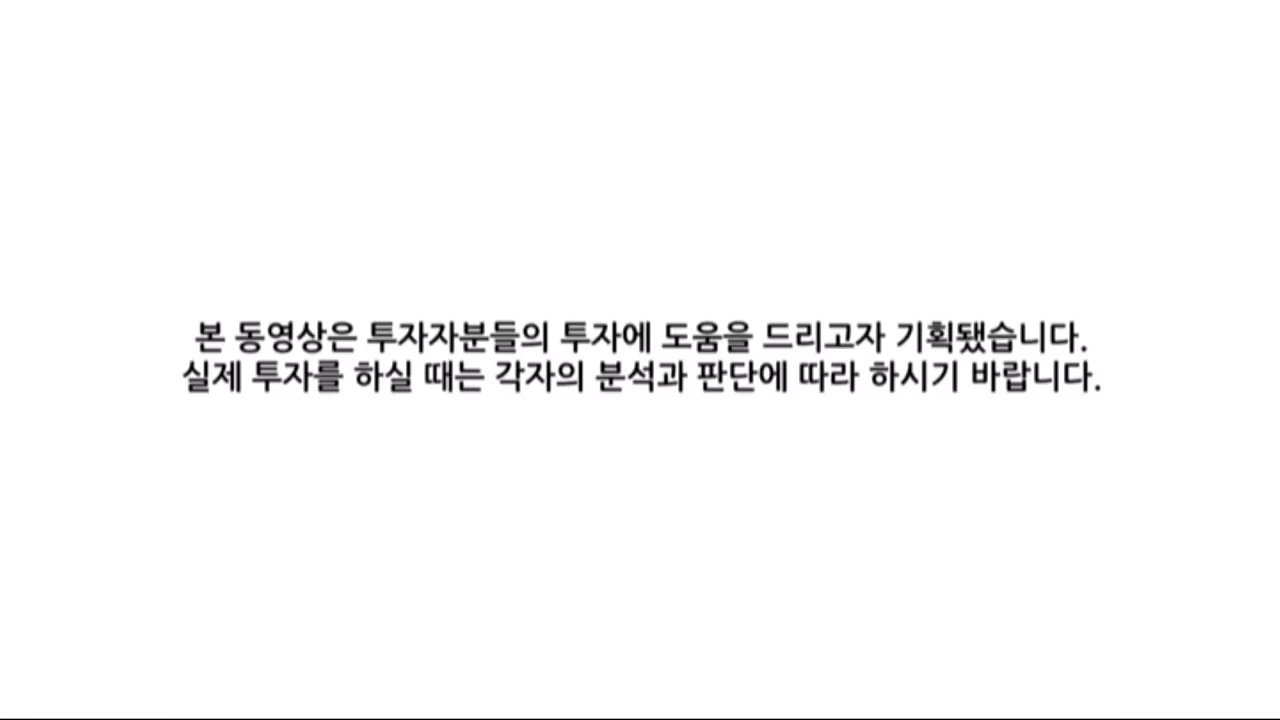 본 동영상은 투자자분들의 투자에 도움을 드리고자 기획됐습니다.
실제 투자를 하실 때는 각자의 분석과 판단에 따라 하시기 바랍니다.